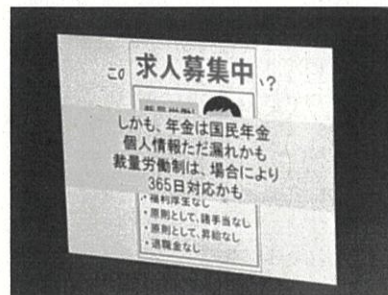 この 求人募集中 、?
裁量労働
しかも、年金は国民年金
個人情報ただ漏れかも
裁量労働制は、場合により
365日対応かも
・福利厚生なし
・原則として、諸手当なし
・原則として、昇給なし
・退職金なし